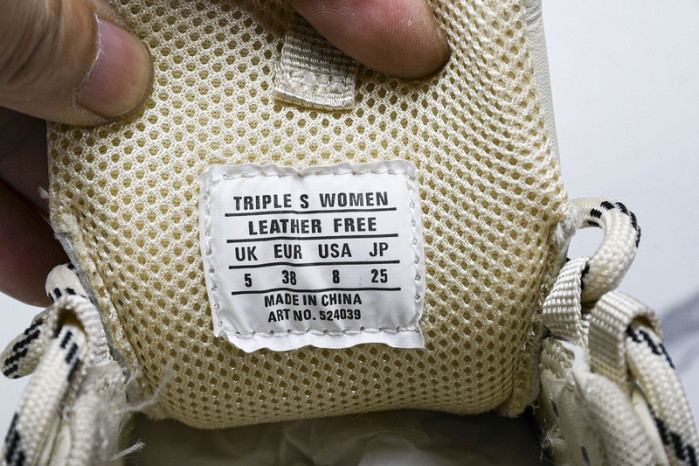 TRIPLE S WOMEN
LEATHER FREE
UK EUR USA JP
5 38 8 25
MADE IN CHINA
ART NO. 524039